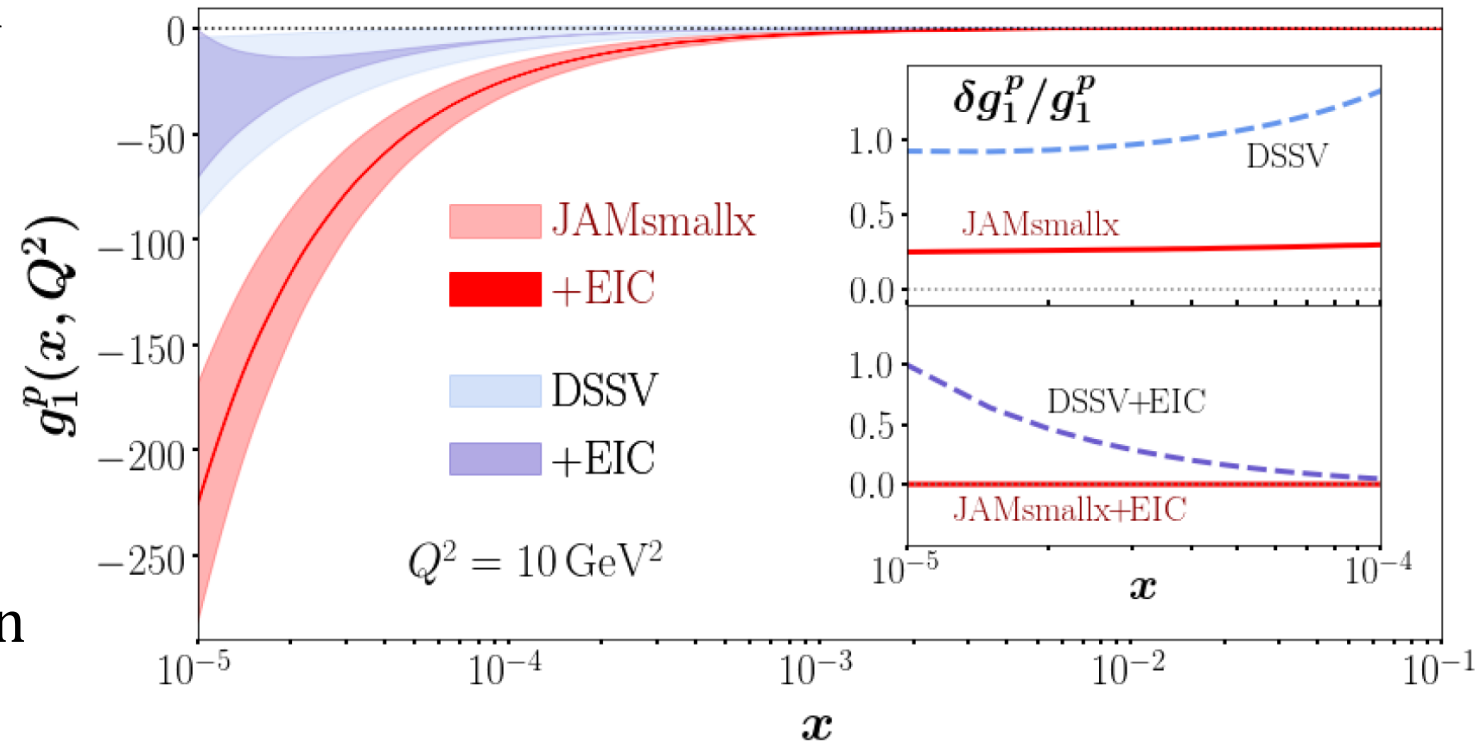 0
−50
−100
−150
−200
−250
g₁ᵖ(x, Q²)
JAMsmallx
+EIC
DSSV
+EIC
Q² = 10 GeV²
δg₁ᵖ/g₁ᵖ
1.0
0.5
0.0
DSSV
JAMsmallx
1.0
0.5
0.0
DSSV+EIC
JAMsmallx+EIC
10⁻⁵ 10⁻⁴
x
n
10⁻⁵ 10⁻⁴ 10⁻³ 10⁻² 10⁻¹
x